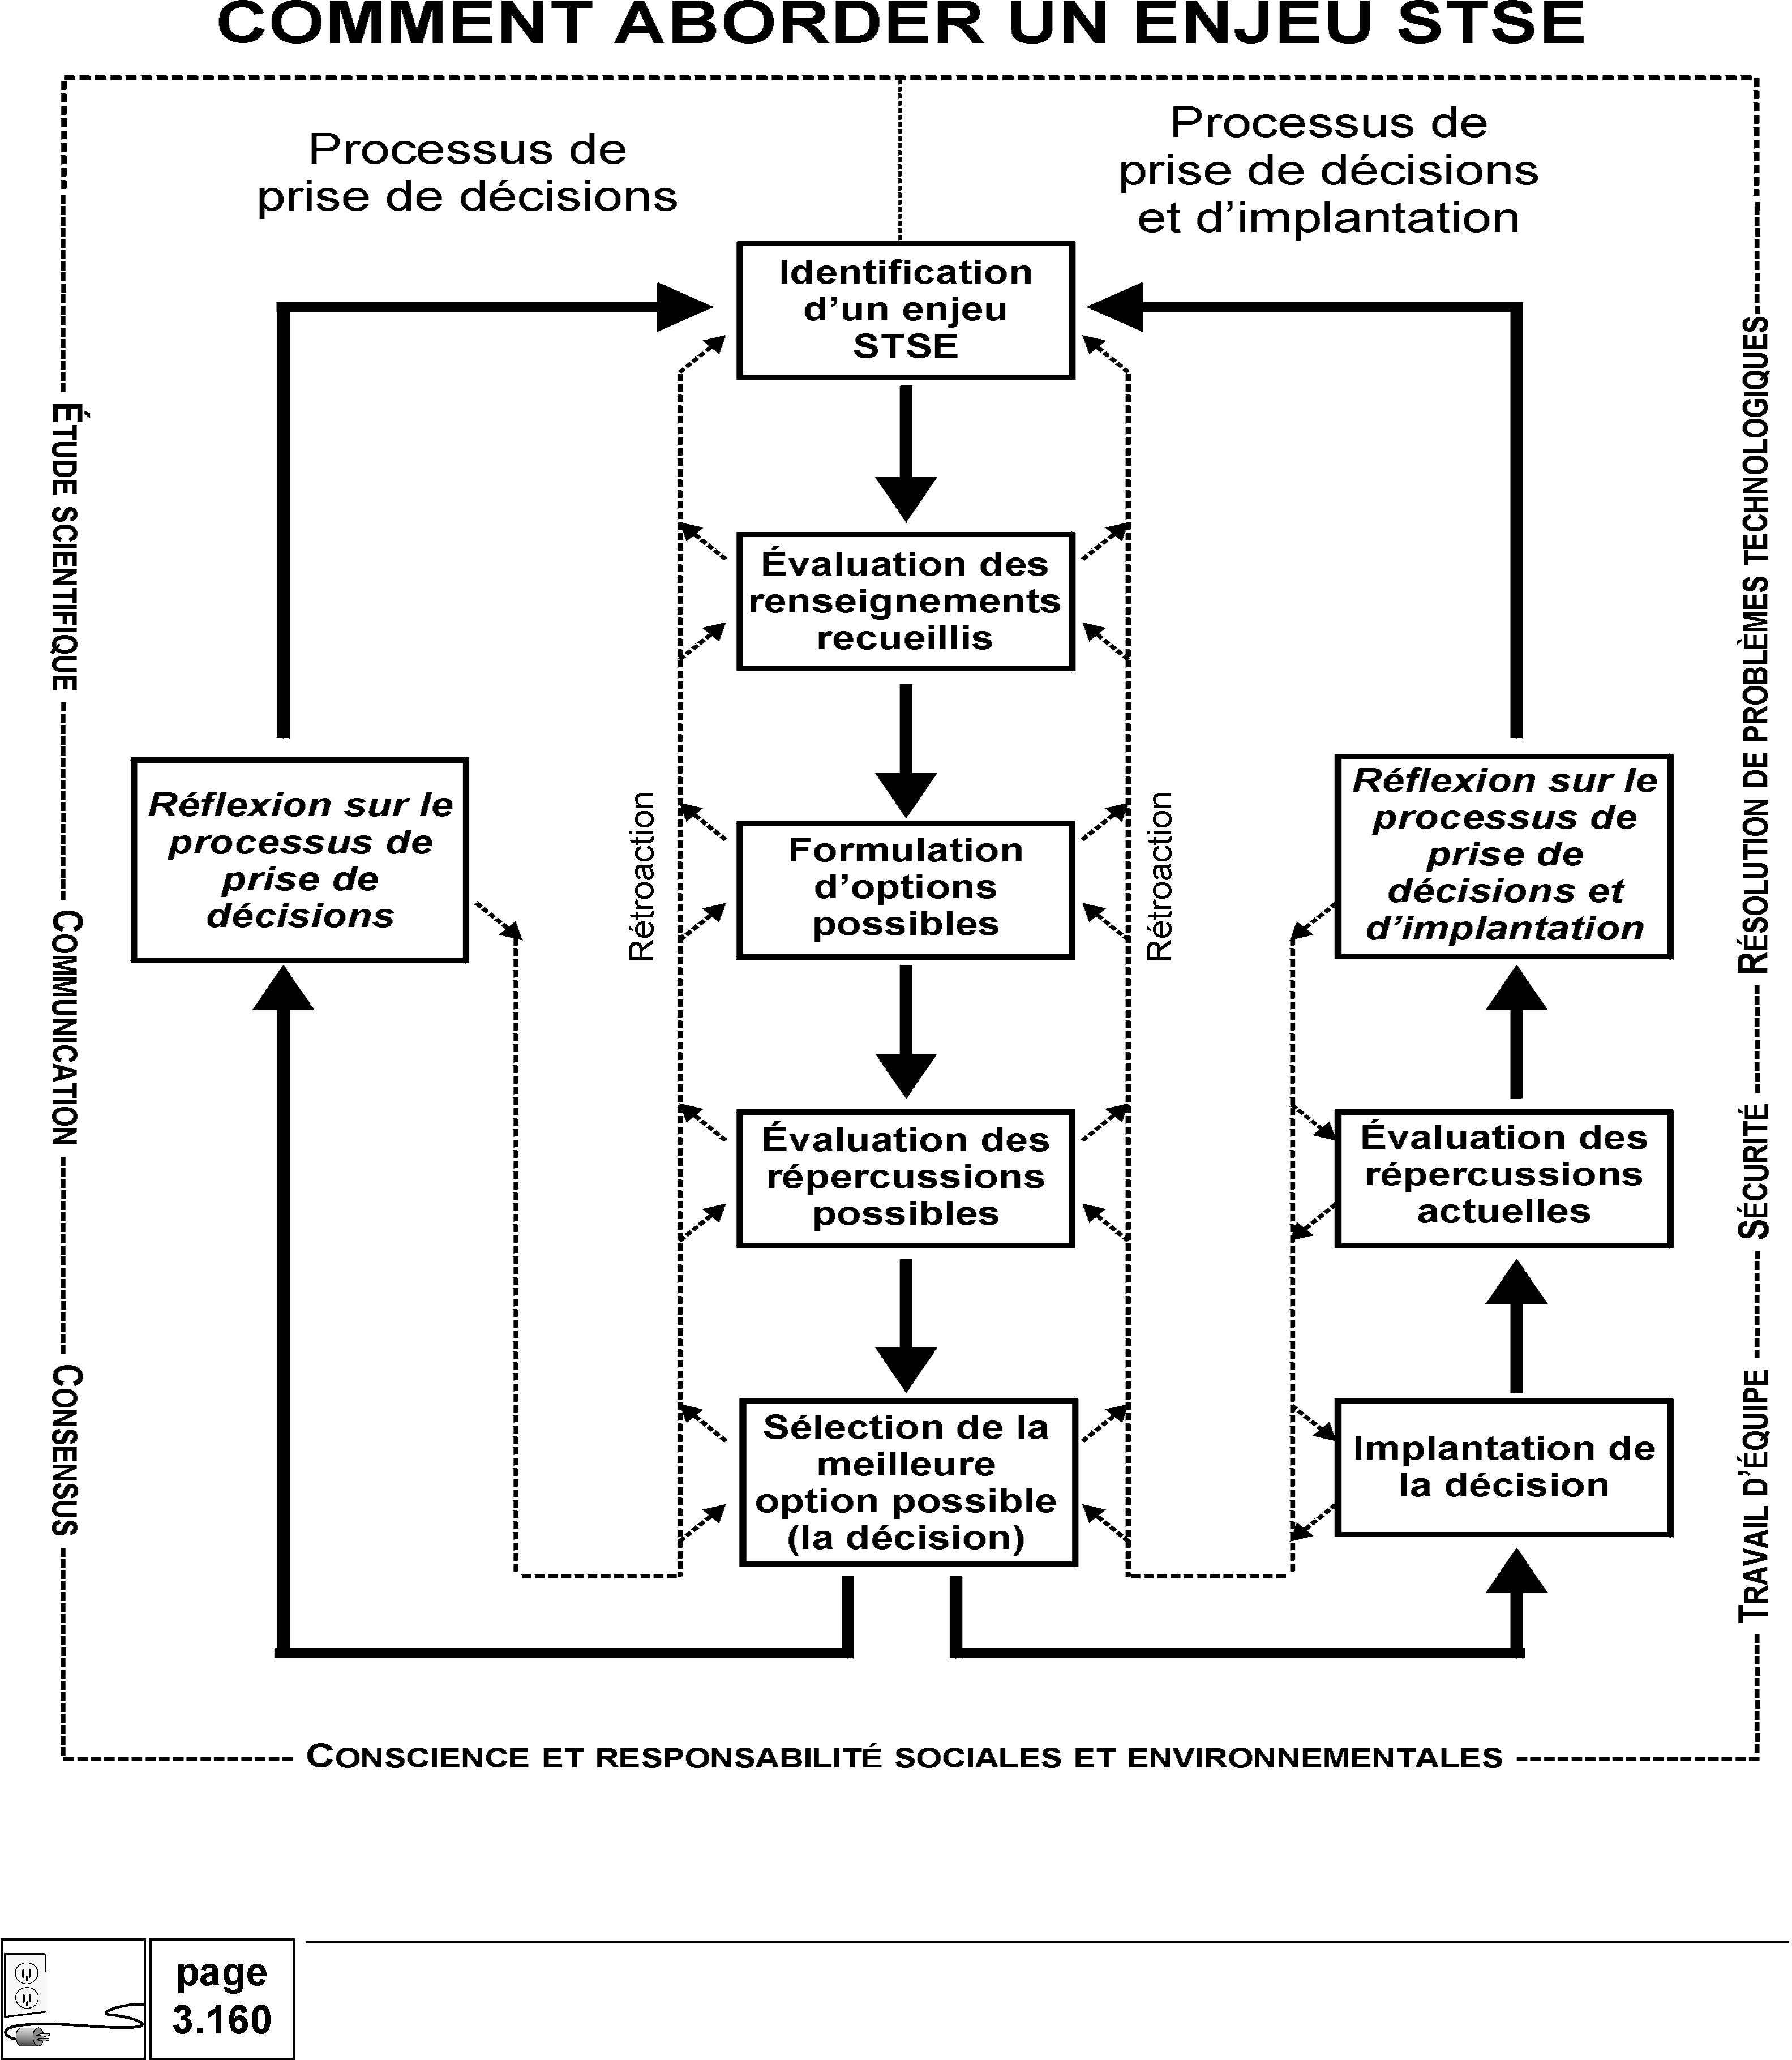 COMMENT ABORDER UN ENJEU STSE
Processus de
prise de décisions
Processus de
prise de décisions
et d'implantation
Identification
d'un enjeu
STSE
Évaluation des
renseignements
recueillis
Formulation
d'options
possibles
Évaluation des
répercussions
possibles
Sélection de la
meilleure
option possible
(la décision)
Réflexion sur le
processus de
prise de
décisions
Rétroaction
Rétroaction
Réflexion sur le
processus de
prise de
décisions et
d'implantation
Évaluation des
répercussions
actuelles
Implantation de
la décision
ÉTUDE SCIENTIFIQUE
COMMUNICATION
CONSENSUS
RÉSOLUTION DE PROBLÈMES TECHNOLOGIQUES
SÉCURITÉ
TRAVAIL D'ÉQUIPE
CONSCIENCE ET RESPONSABILITÉ SOCIALES ET ENVIRONNEMENTALES
page
3.160